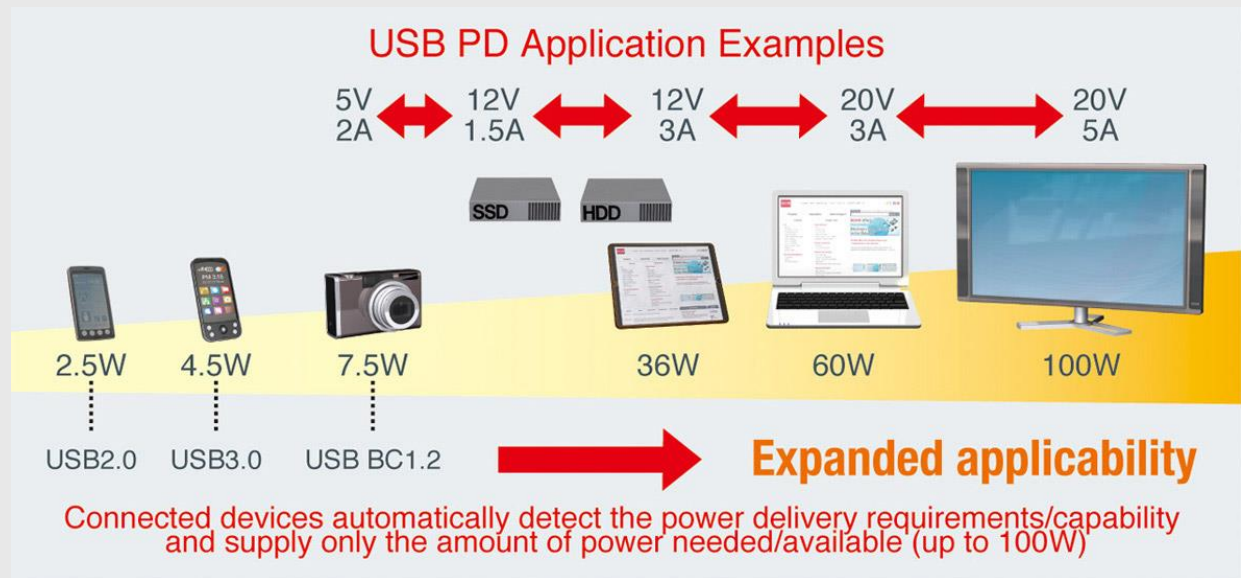 USB PD Application Examples
5V 12V 12V 20V 20V
2A 1.5A 3A 3A 5A
SSD HDD
2.5W 4.5W 7.5W 36W 60W 100W
USB2.0 USB3.0 USB BC1.2
Expanded applicability
Connected devices automatically detect the power delivery requirements/capability
and supply only the amount of power needed/available (up to 100W)